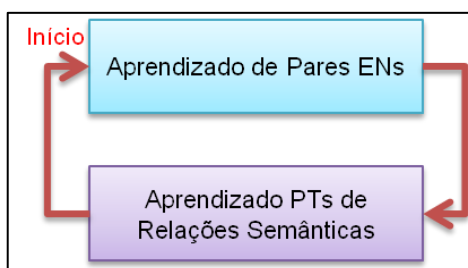 Início
Aprendizado de Pares ENs
Aprendizado PTs de
Relações Semânticas